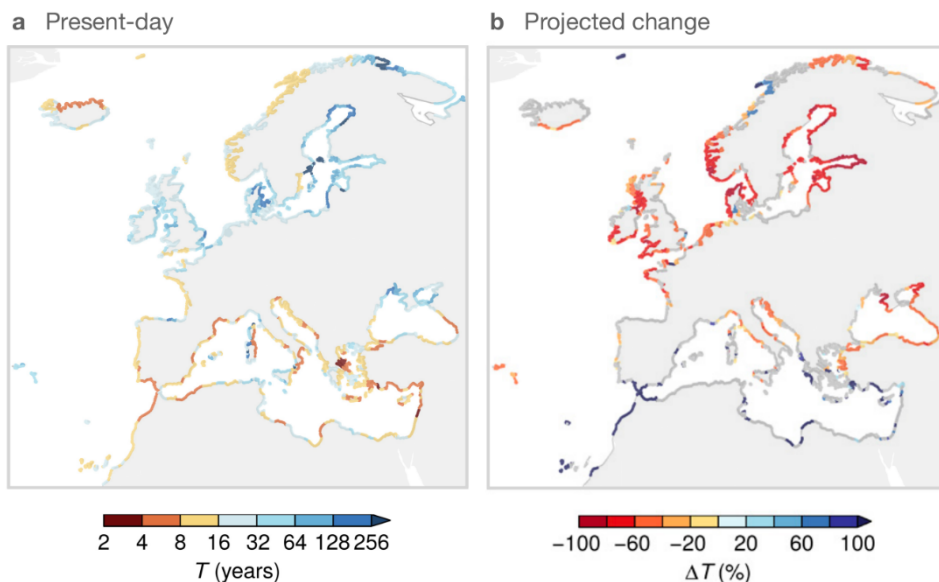 a Present-day
b Projected change
2 4 8 16 32 64 128 256
T (years)
−100 −60 −20 20 60 100
ΔT (%)